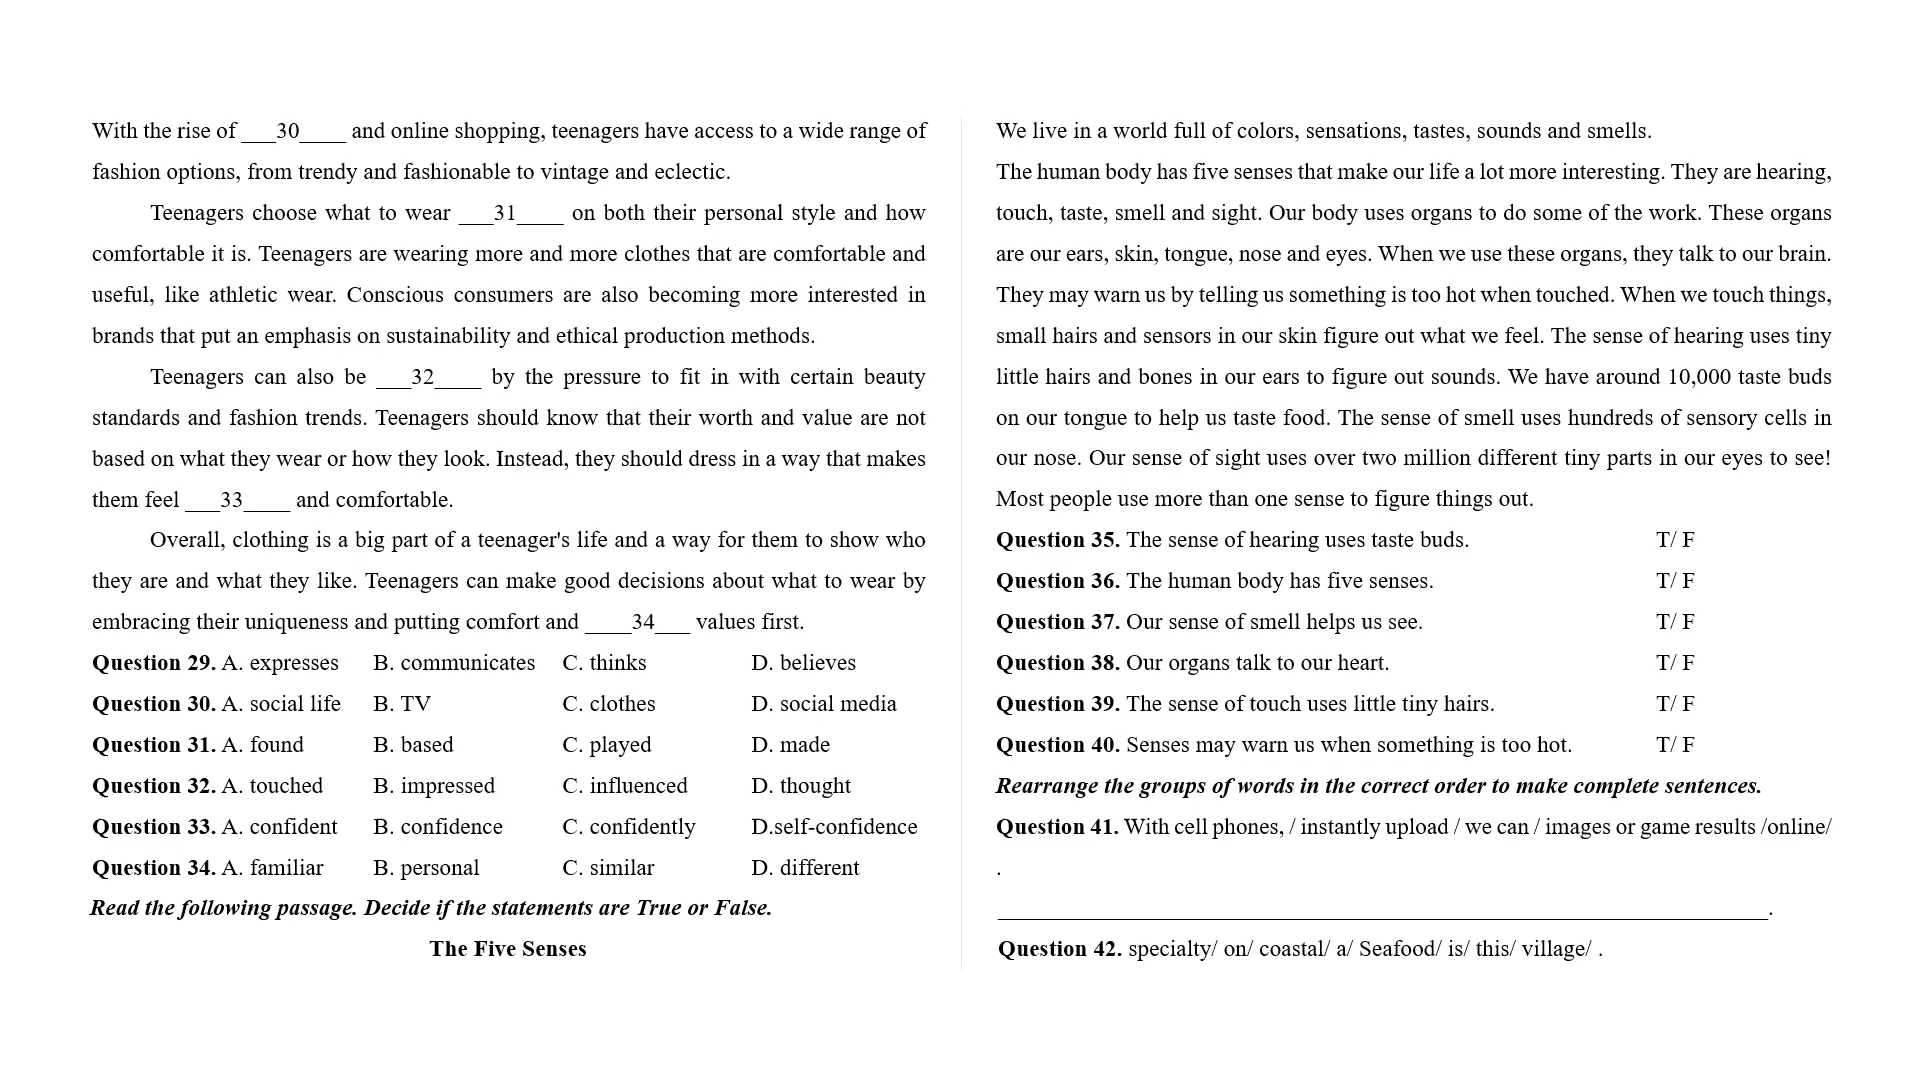 With the rise of ___30____ and online shopping, teenagers have access to a wide range of
fashion options, from trendy and fashionable to vintage and eclectic.
Teenagers choose what to wear ___31____ on both their personal style and how
comfortable it is. Teenagers are wearing more and more clothes that are comfortable and
useful, like athletic wear. Conscious consumers are also becoming more interested in
brands that put an emphasis on sustainability and ethical production methods.
Teenagers can also be ___32____ by the pressure to fit in with certain beauty
standards and fashion trends. Teenagers should know that their worth and value are not
based on what they wear or how they look. Instead, they should dress in a way that makes
them feel ___33____ and comfortable.
Overall, clothing is a big part of a teenager's life and a way for them to show who
they are and what they like. Teenagers can make good decisions about what to wear by
embracing their uniqueness and putting comfort and ____34___ values first.
Question 29. A. expresses B. communicates C. thinks D. believes
Question 30. A. social life B. TV C. clothes D. social media
Question 31. A. found B. based C. played D. made
Question 32. A. touched B. impressed C. influenced D. thought
Question 33. A. confident B. confidence C. confidently D.self-confidence
Question 34. A. familiar B. personal C. similar D. different
Read the following passage. Decide if the statements are True or False.
The Five Senses
We live in a world full of colors, sensations, tastes, sounds and smells.
The human body has five senses that make our life a lot more interesting. They are hearing,
touch, taste, smell and sight. Our body uses organs to do some of the work. These organs
are our ears, skin, tongue, nose and eyes. When we use these organs, they talk to our brain.
They may warn us by telling us something is too hot when touched. When we touch things,
small hairs and sensors in our skin figure out what we feel. The sense of hearing uses tiny
little hairs and bones in our ears to figure out sounds. We have around 10,000 taste buds
on our tongue to help us taste food. The sense of smell uses hundreds of sensory cells in
our nose. Our sense of sight uses over two million different tiny parts in our eyes to see!
Most people use more than one sense to figure things out.
Question 35. The sense of hearing uses taste buds. T/ F
Question 36. The human body has five senses. T/ F
Question 37. Our sense of smell helps us see. T/ F
Question 38. Our organs talk to our heart. T/ F
Question 39. The sense of touch uses little tiny hairs. T/ F
Question 40. Senses may warn us when something is too hot. T/ F
Rearrange the groups of words in the correct order to make complete sentences.
Question 41. With cell phones, / instantly upload / we can / images or game results /online/
.
__________________________________________________________________.
Question 42. specialty/ on/ coastal/ a/ Seafood/ is/ this/ village/ .